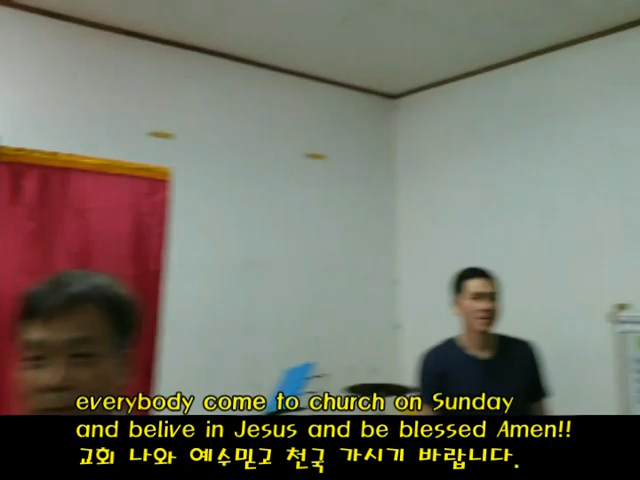 everybody come to church on Sunday
and belive in Jesus and be blessed Amen!!
교회 나와 예수믿고 천국 가시기 바랍니다.